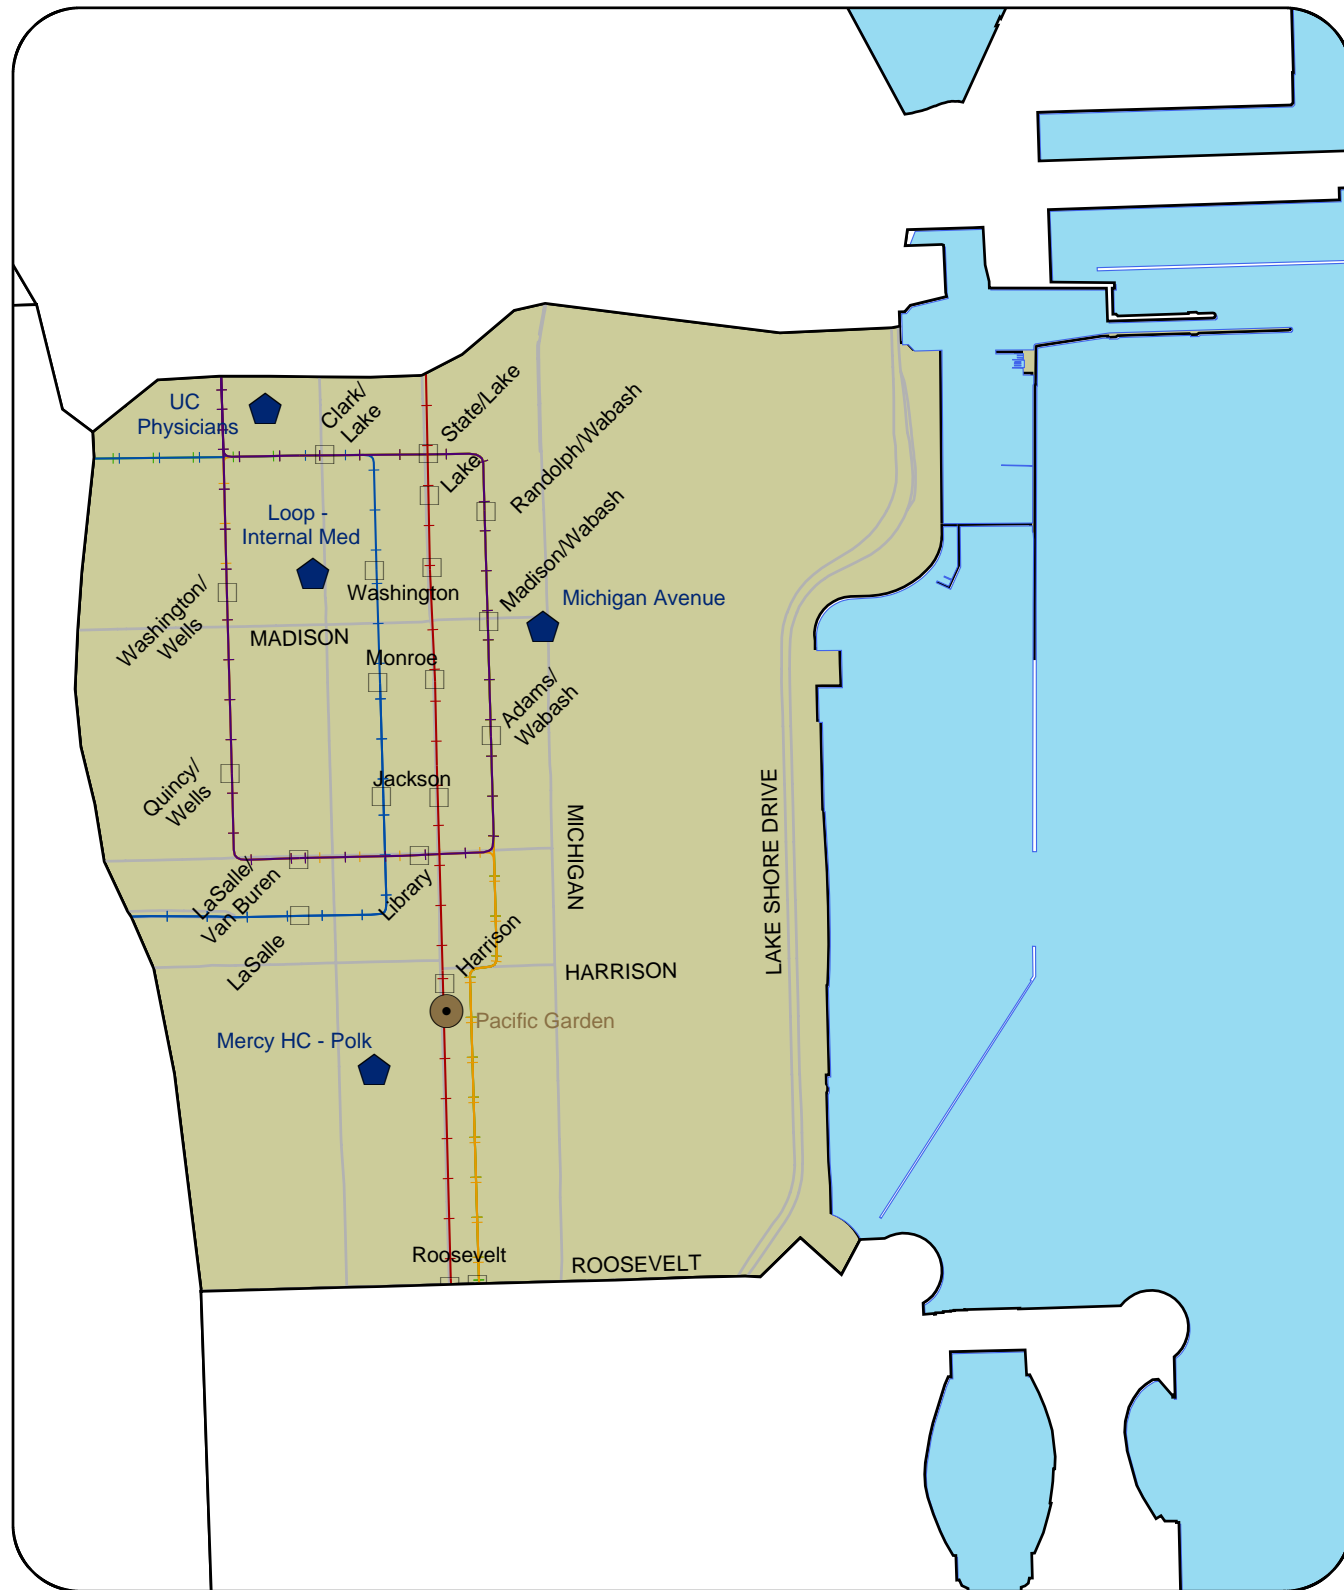 UC
Physicians
Clark/
Lake
State/Lake
Lake
Randolph/Wabash
Loop -
Internal Med
Washington
Madison/Wabash
Michigan Avenue
Washington/
Wells
MADISON
Monroe
Adams/
Wabash
Quincy/
Wells
Jackson
MICHIGAN
LAKE SHORE DRIVE
LaSalle/
Van Buren
Library
LaSalle
Harrison
HARRISON
Pacific Garden
Mercy HC - Polk
Roosevelt
ROOSEVELT